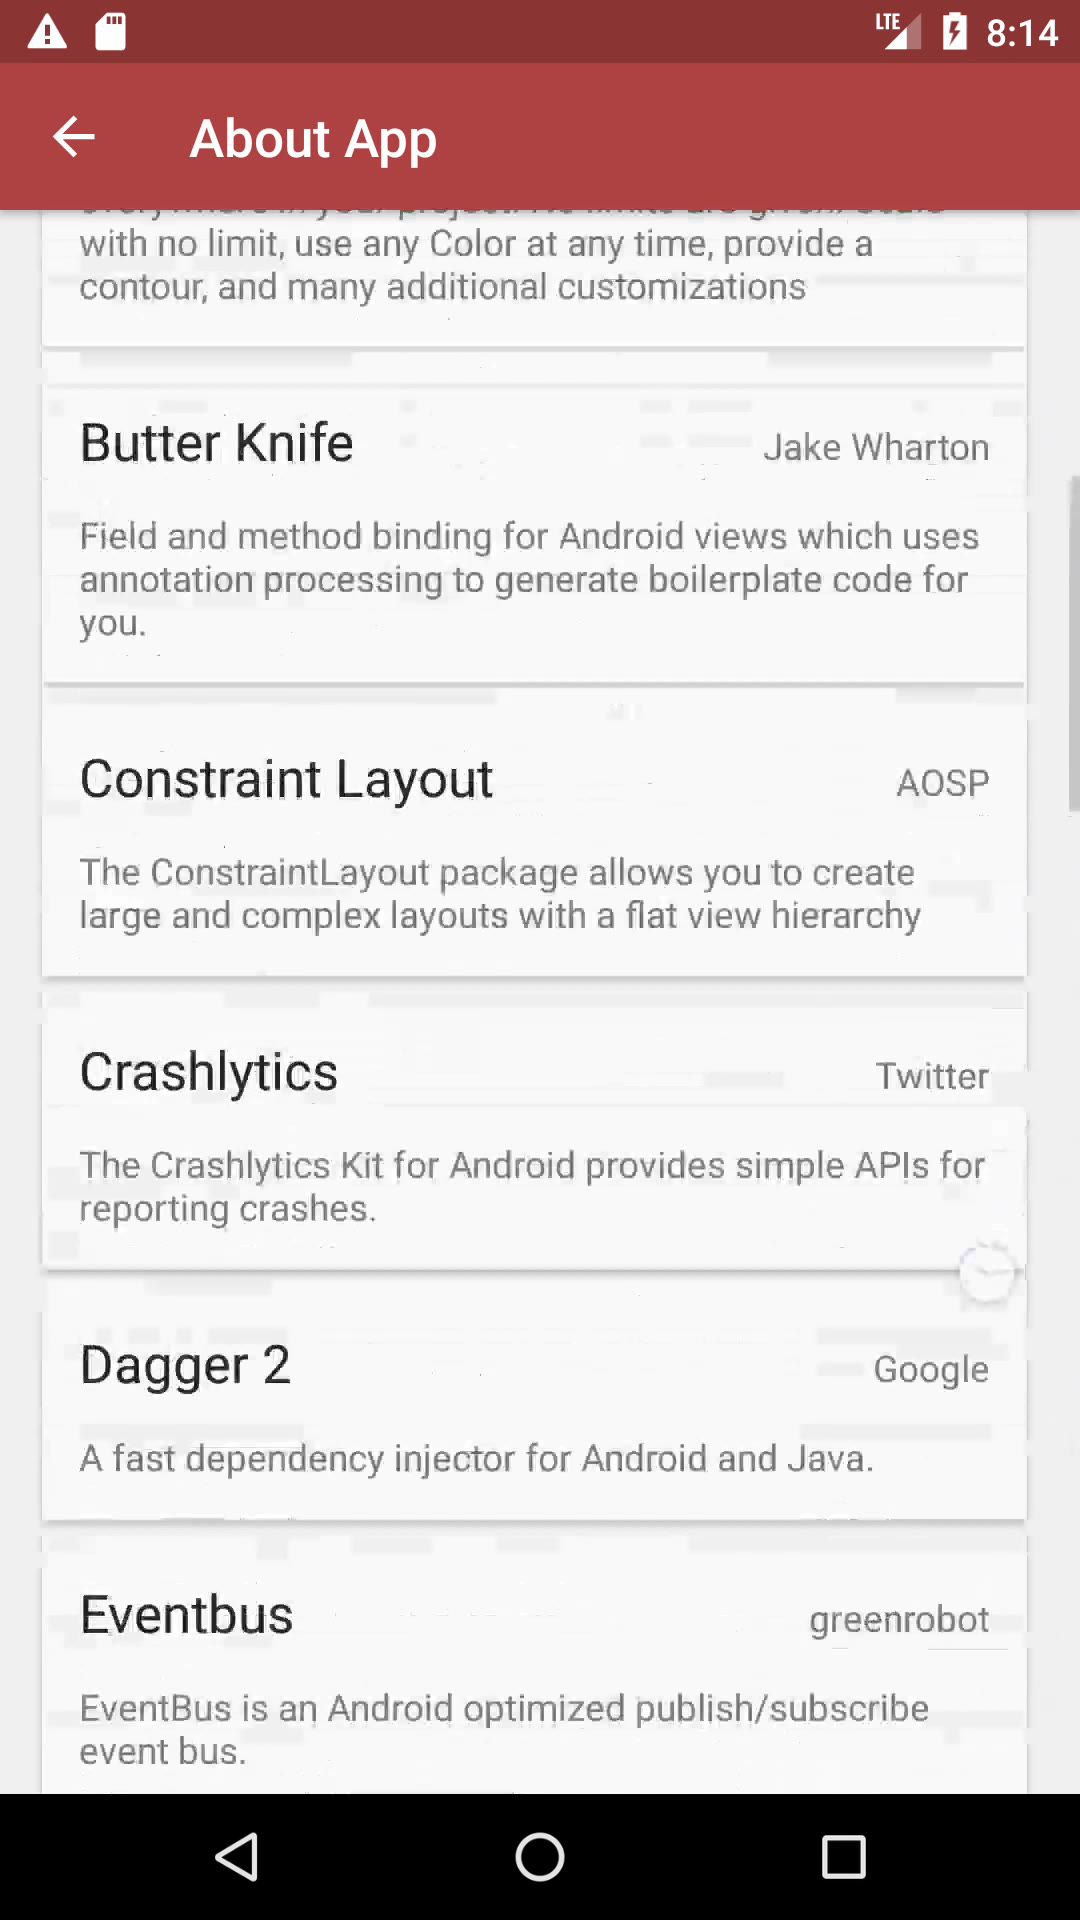 LTE 8:14
About App
with no limit, use any Color at any time, provide a
contour, and many additional customizations
Butter Knife
Jake Wharton
Field and method binding for Android views which uses
annotation processing to generate boilerplate code for
you.
Constraint Layout
AOSP
The ConstraintLayout package allows you to create
large and complex layouts with a flat view hierarchy
Crashlytics
Twitter
The Crashlytics Kit for Android provides simple APIs for
reporting crashes.
Dagger 2
Google
A fast dependency injector for Android and Java.
Eventbus
greenrobot
EventBus is an Android optimized publish/subscribe
event bus.